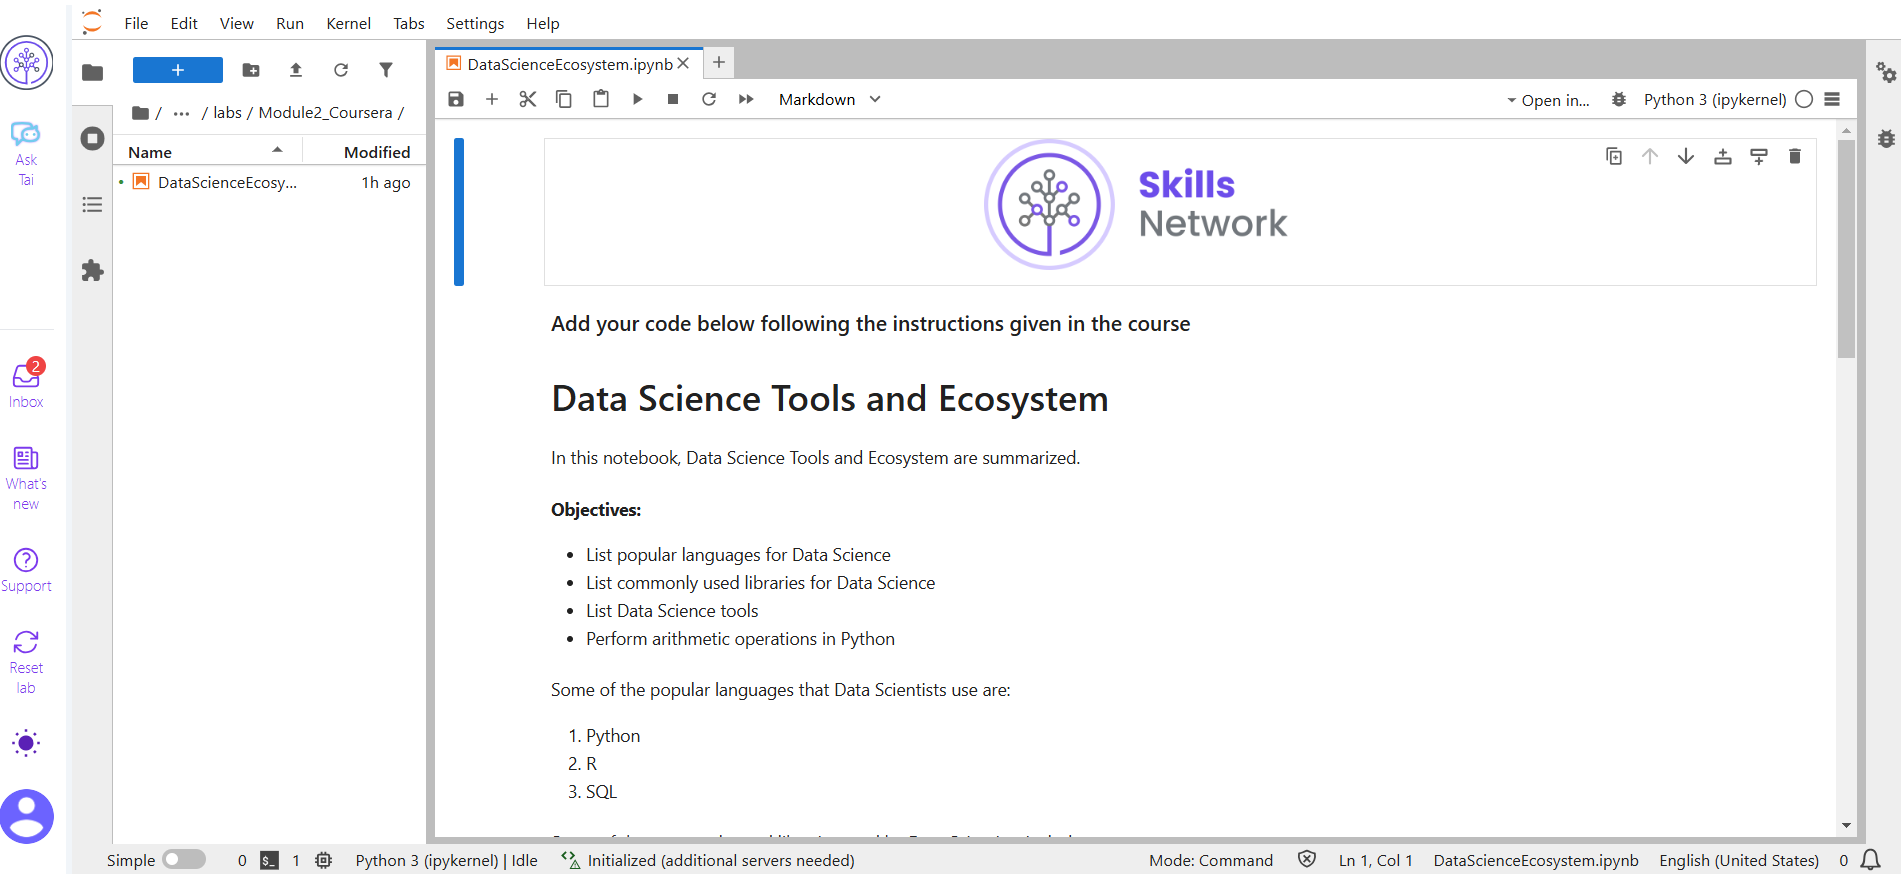 File Edit View Run Kernel Tabs Settings Help
Ask
Tai
Inbox
2
What's
new
Support
Reset
lab
+
/ ... / labs / Module2_Coursera /
Name Modified
DataScienceEcosy... 1h ago
DataScienceEcosystem.ipynb
Markdown
Open in...
Python 3 (ipykernel)
Skills
Network
Add your code below following the instructions given in the course
Data Science Tools and Ecosystem
In this notebook, Data Science Tools and Ecosystem are summarized.
Objectives:
• List popular languages for Data Science
• List commonly used libraries for Data Science
• List Data Science tools
• Perform arithmetic operations in Python
Some of the popular languages that Data Scientists use are:
1. Python
2. R
3. SQL
Simple 0 $_ 1 Python 3 (ipykernel) | Idle Initialized (additional servers needed) Mode: Command Ln 1, Col 1 DataScienceEcosystem.ipynb English (United States) 0